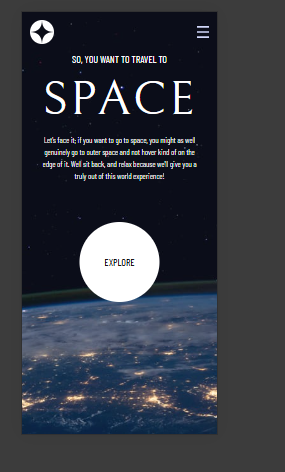 SO, YOU WANT TO TRAVEL TO
SPACE
Let's face it; if you want to go to space, you might as well
genuinely go to outer space and not hover kind of on the
edge of it. Well sit back, and relax because we'll give you a
truly out of this world experience!
EXPLORE